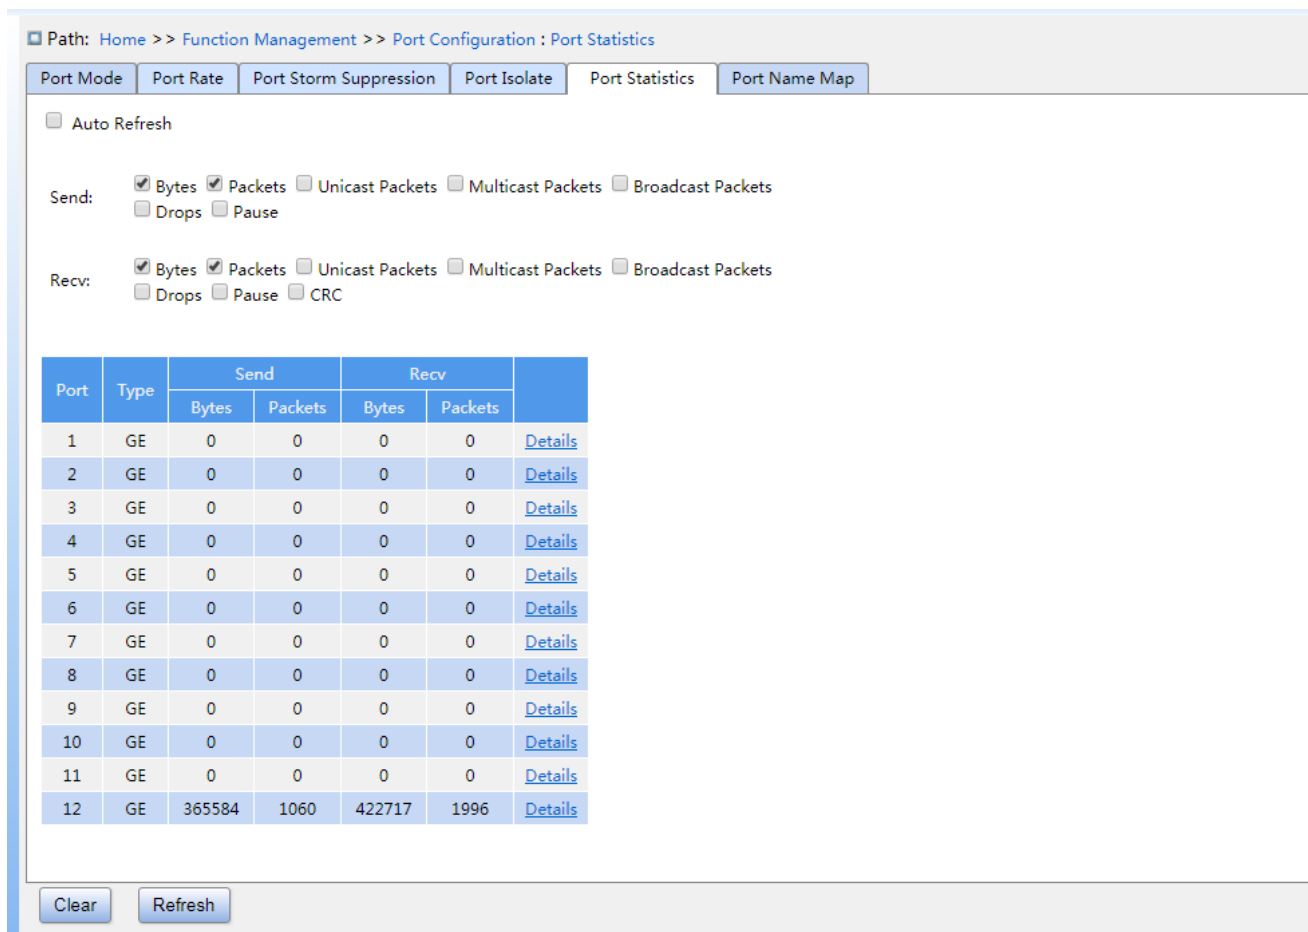 Path: Home >> Function Management >> Port Configuration : Port Statistics
Port Mode Port Rate Port Storm Suppression Port Isolate Port Statistics Port Name Map
Auto Refresh
Send: Bytes Packets Unicast Packets Multicast Packets Broadcast Packets
Drops Pause
Recv: Bytes Packets Unicast Packets Multicast Packets Broadcast Packets
Drops Pause CRC
Port Type Send Recv
Bytes Packets Bytes Packets
1 GE 0 0 0 0 Details
2 GE 0 0 0 0 Details
3 GE 0 0 0 0 Details
4 GE 0 0 0 0 Details
5 GE 0 0 0 0 Details
6 GE 0 0 0 0 Details
7 GE 0 0 0 0 Details
8 GE 0 0 0 0 Details
9 GE 0 0 0 0 Details
10 GE 0 0 0 0 Details
11 GE 0 0 0 0 Details
12 GE 365584 1060 422717 1996 Details
Clear Refresh